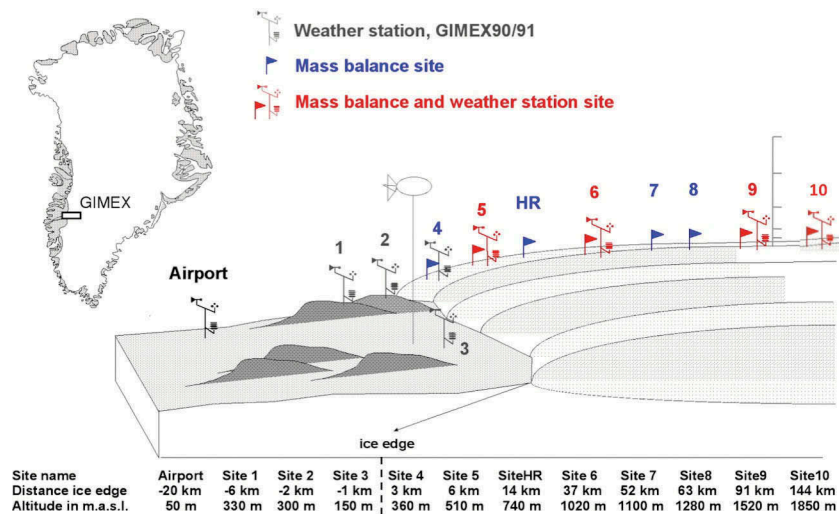 Weather station, GIMEX90/91
Mass balance site
Mass balance and weather station site
GIMEX
Airport
1
2
3
4
5
HR
6
7
8
9
10
ice edge
Site name Airport Site 1 Site 2 Site 3 Site 4 Site 5 SiteHR Site 6 Site 7 Site8 Site9 Site10
Distance ice edge -20 km -6 km -2 km -1 km 3 km 6 km 14 km 37 km 52 km 63 km 91 km 144 km
Altitude in m.a.s.l. 50 m 330 m 300 m 150 m 360 m 510 m 740 m 1020 m 1100 m 1280 m 1520 m 1850 m